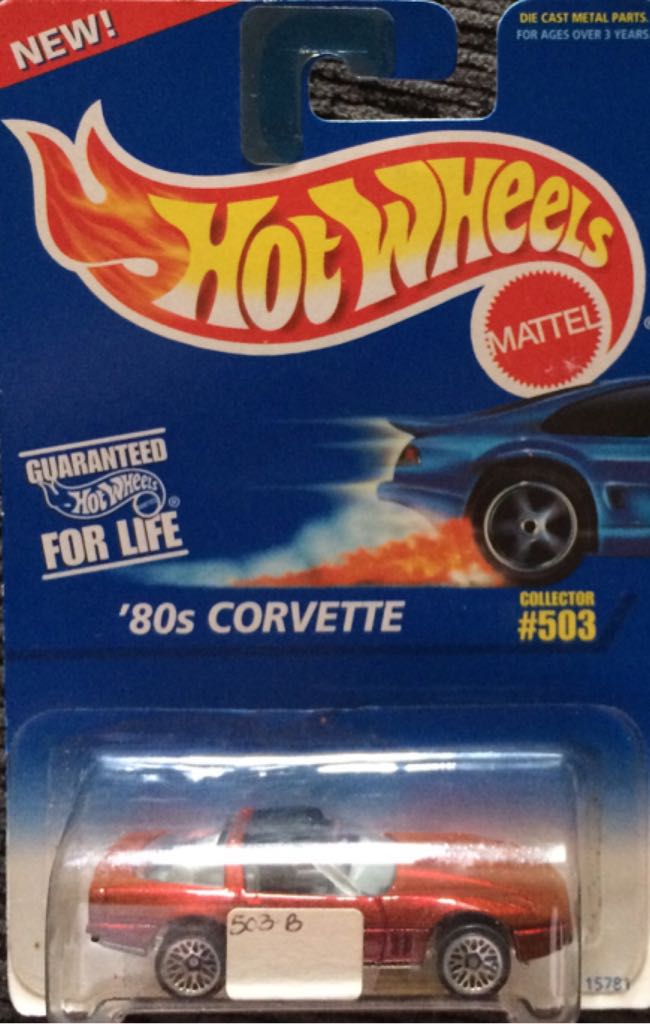 NEW!
DIE CAST METAL PARTS.
FOR AGES OVER 3 YEARS
HOT WHEELS
MATTEL
®
GUARANTEED
HOT WHEELS
®
FOR LIFE
'80s CORVETTE
COLLECTOR
#503
503 B
15781